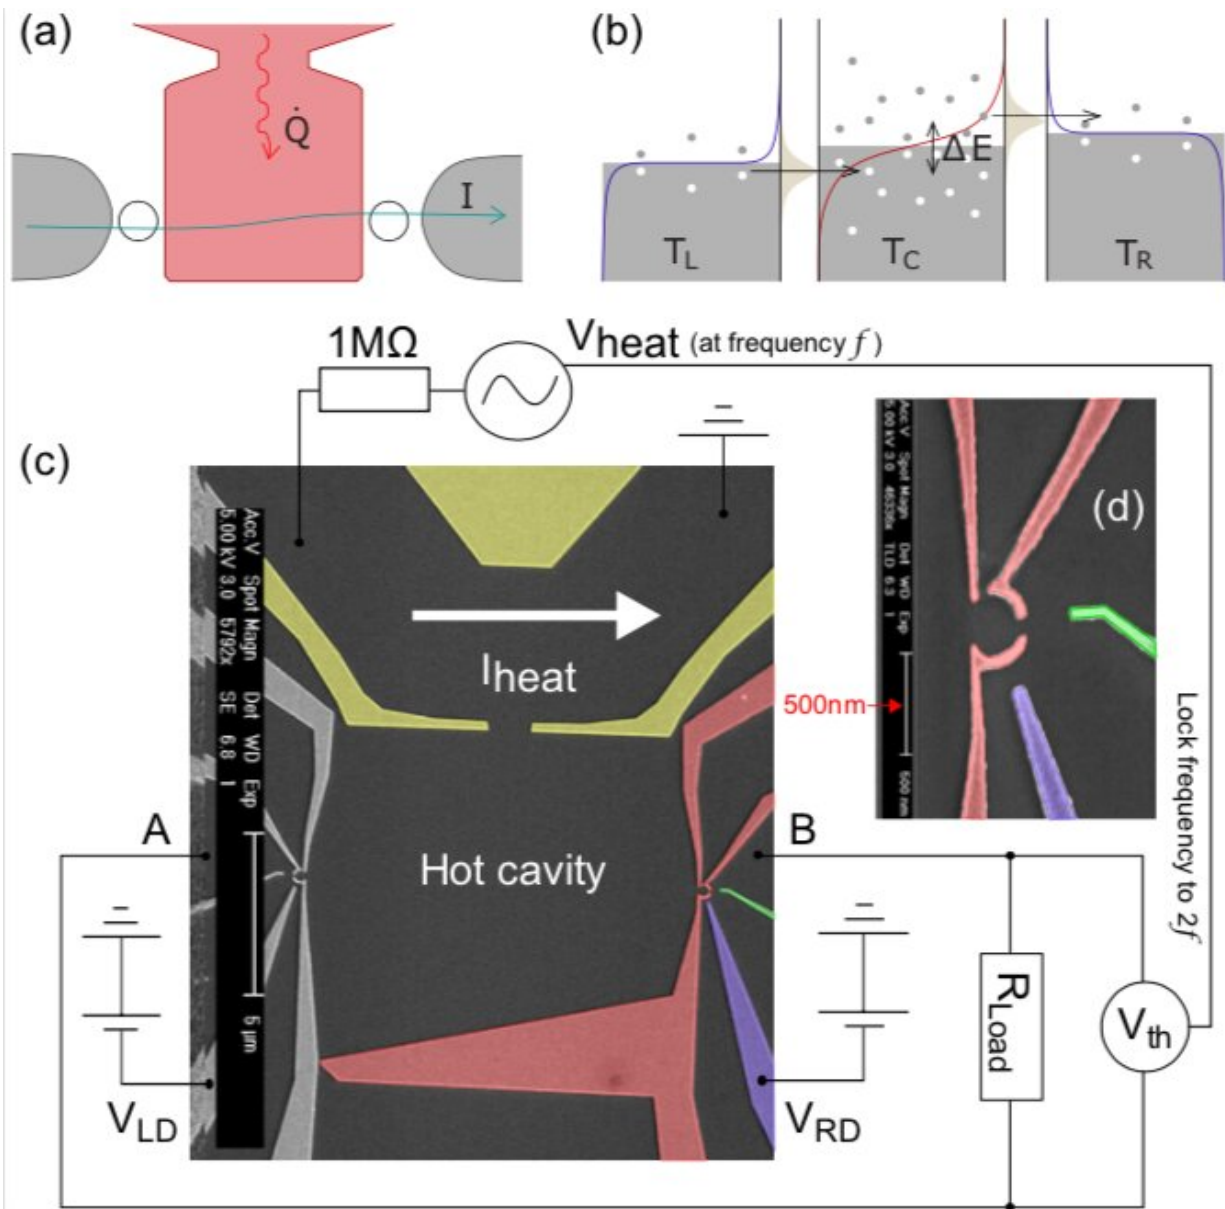 (a)
Q̇
I
(b)
ΔE
T_L
T_C
T_R
1MΩ
V_heat (at frequency f)
(c)
Acc.V Spot Magn Det WD Exp
5.00 kV 3.0 5792x SE 6.8 1
5 µm
I_heat
Hot cavity
A
B
V_LD
V_RD
(d)
Acc.V Spot Magn Det WD Exp
5.00 kV 3.0 TLD 6.3 1
500nm
500 nm
Lock frequency to 2f
R_Load
V_th